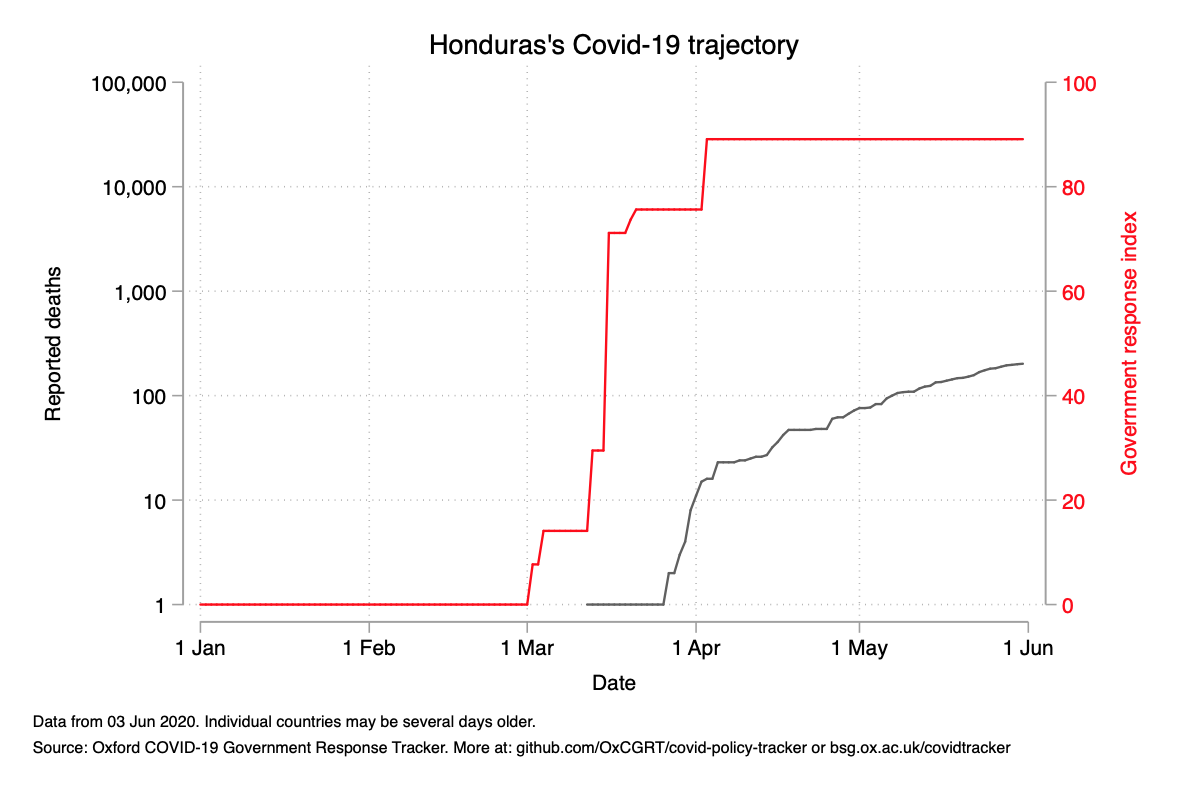 Honduras's Covid-19 trajectory
100,000
10,000
1,000
100
10
1
Reported deaths
100
80
60
40
20
0
Government response index
1 Jan 1 Feb 1 Mar 1 Apr 1 May 1 Jun
Date
Data from 03 Jun 2020. Individual countries may be several days older.
Source: Oxford COVID-19 Government Response Tracker. More at: github.com/OxCGRT/covid-policy-tracker or bsg.ox.ac.uk/covidtracker